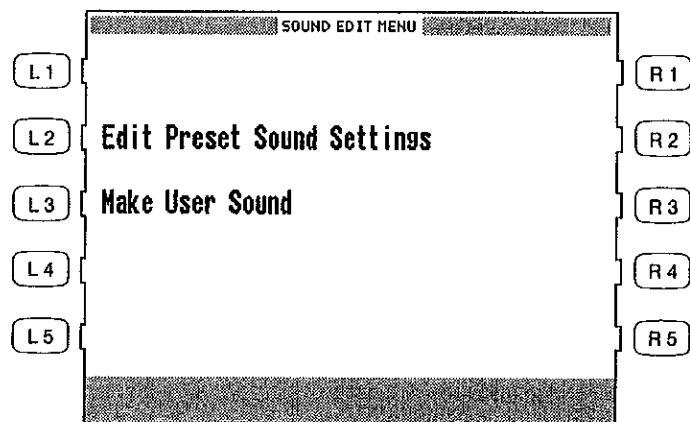 SOUND EDIT MENU
L1
R1
L2
Edit Preset Sound Settings
R2
L3
Make User Sound
R3
L4
R4
L5
R5